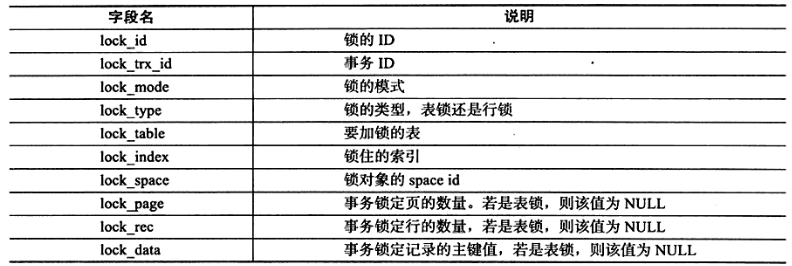 字段名 说明
lock_id 锁的 ID
lock_trx_id 事务 ID
lock_mode 锁的模式
lock_type 锁的类型，表锁还是行锁
lock_table 要加锁的表
lock_index 锁住的索引
lock_space 锁对象的 space id
lock_page 事务锁定页的数量。若是表锁，则该值为 NULL
lock_rec 事务锁定行的数量，若是表锁，则该值为 NULL
lock_data 事务锁定记录的主键值，若是表锁，则该值为 NULL